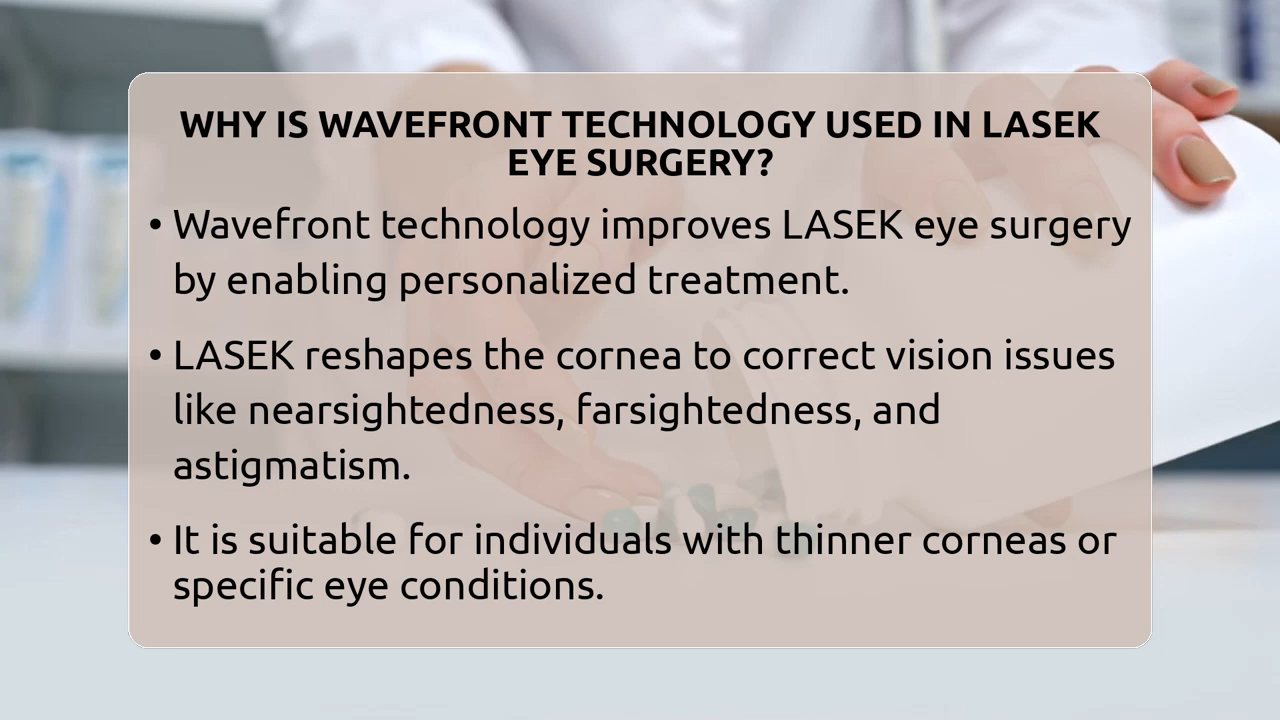 WHY IS WAVEFRONT TECHNOLOGY USED IN LASEK
EYE SURGERY?
• Wavefront technology improves LASEK eye surgery
by enabling personalized treatment.
• LASEK reshapes the cornea to correct vision issues
like nearsightedness, farsightedness, and
astigmatism.
• It is suitable for individuals with thinner corneas or
specific eye conditions.